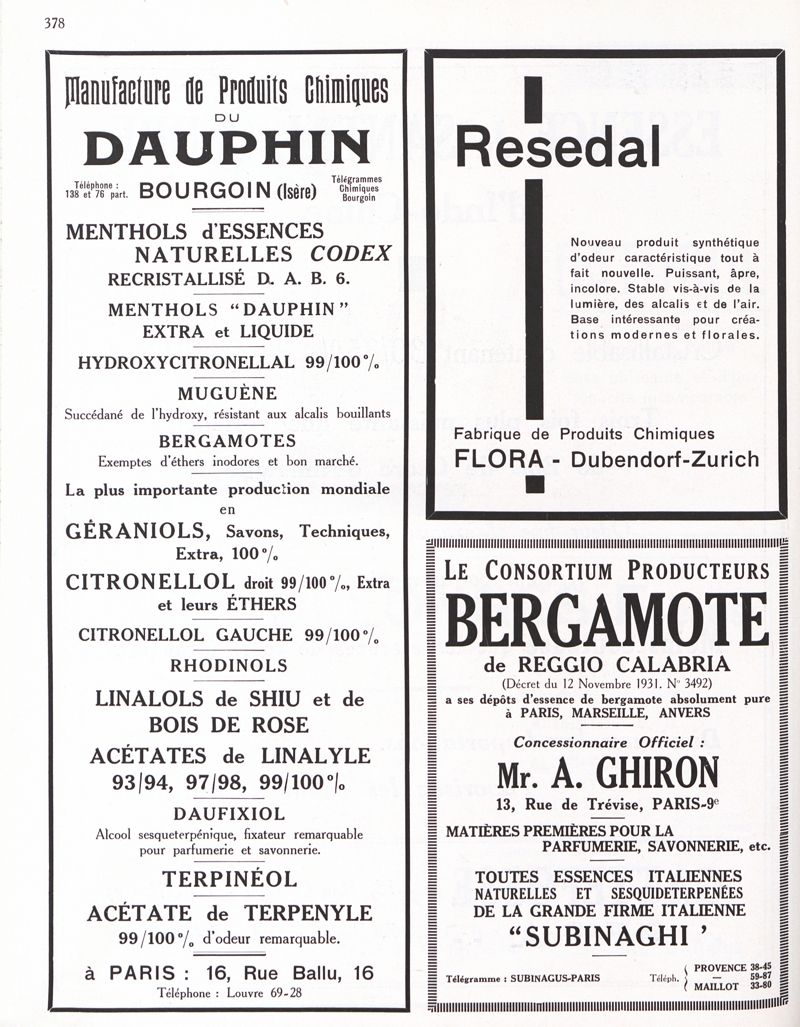 378
Manufacture de Produits Chimiques
DU
DAUPHIN
Téléphone :
138 et 76 part.
BOURGOIN (Isère)
Télégrammes
Chimiques
Bourgoin
MENTHOLS d'ESSENCES
NATURELLES CODEX
RECRISTALLISÉ D. A. B. 6.
MENTHOLS "DAUPHIN"
EXTRA et LIQUIDE
HYDROXYCITRONELLAL 99/100%
MUGUÈNE
Succédané de l'hydroxy, résistant aux alcalis bouillants
BERGAMOTES
Exemptes d'éthers inodores et bon marché.
La plus importante production mondiale
en
GÉRANIOLS, Savons, Techniques,
Extra, 100%
CITRONELLOL droit 99/100%, Extra
et leurs ÉTHERS
CITRONELLOL GAUCHE 99/100%
RHODINOLS
LINALOLS de SHIU et de
BOIS DE ROSE
ACÉTATES de LINALYLE
93/94, 97/98, 99/100%
DAUFIXIOL
Alcool sesqueterpénique, fixateur remarquable
pour parfumerie et savonnerie.
TERPINÉOL
ACÉTATE de TERPENYLE
99/100% d'odeur remarquable.
à PARIS : 16, Rue Ballu, 16
Téléphone : Louvre 69-28
Resedal
Nouveau produit synthétique
d'odeur caractéristique tout à
fait nouvelle. Puissant, âpre,
incolore. Stable vis-à-vis de la
lumière, des alcalis et de l'air.
Base intéressante pour créa-
tions modernes et florales.
Fabrique de Produits Chimiques
FLORA - Dubendorf-Zurich
LE CONSORTIUM PRODUCTEURS
BERGAMOTE
de REGGIO CALABRIA
(Décret du 12 Novembre 1931. N° 3492)
a ses dépôts d'essence de bergamote absolument pure
à PARIS, MARSEILLE, ANVERS
Concessionnaire Officiel :
Mr. A. GHIRON
13, Rue de Trévise, PARIS-9e
MATIÈRES PREMIÈRES POUR LA
PARFUMERIE, SAVONNERIE, etc.
TOUTES ESSENCES ITALIENNES
NATURELLES ET SESQUIDETERPENÉES
DE LA GRANDE FIRME ITALIENNE
"SUBINAGHI '
Télégramme : SUBINAGUS-PARIS
Téléph.
PROVENCE 38-45
— 59-87
MAILLOT 33-80